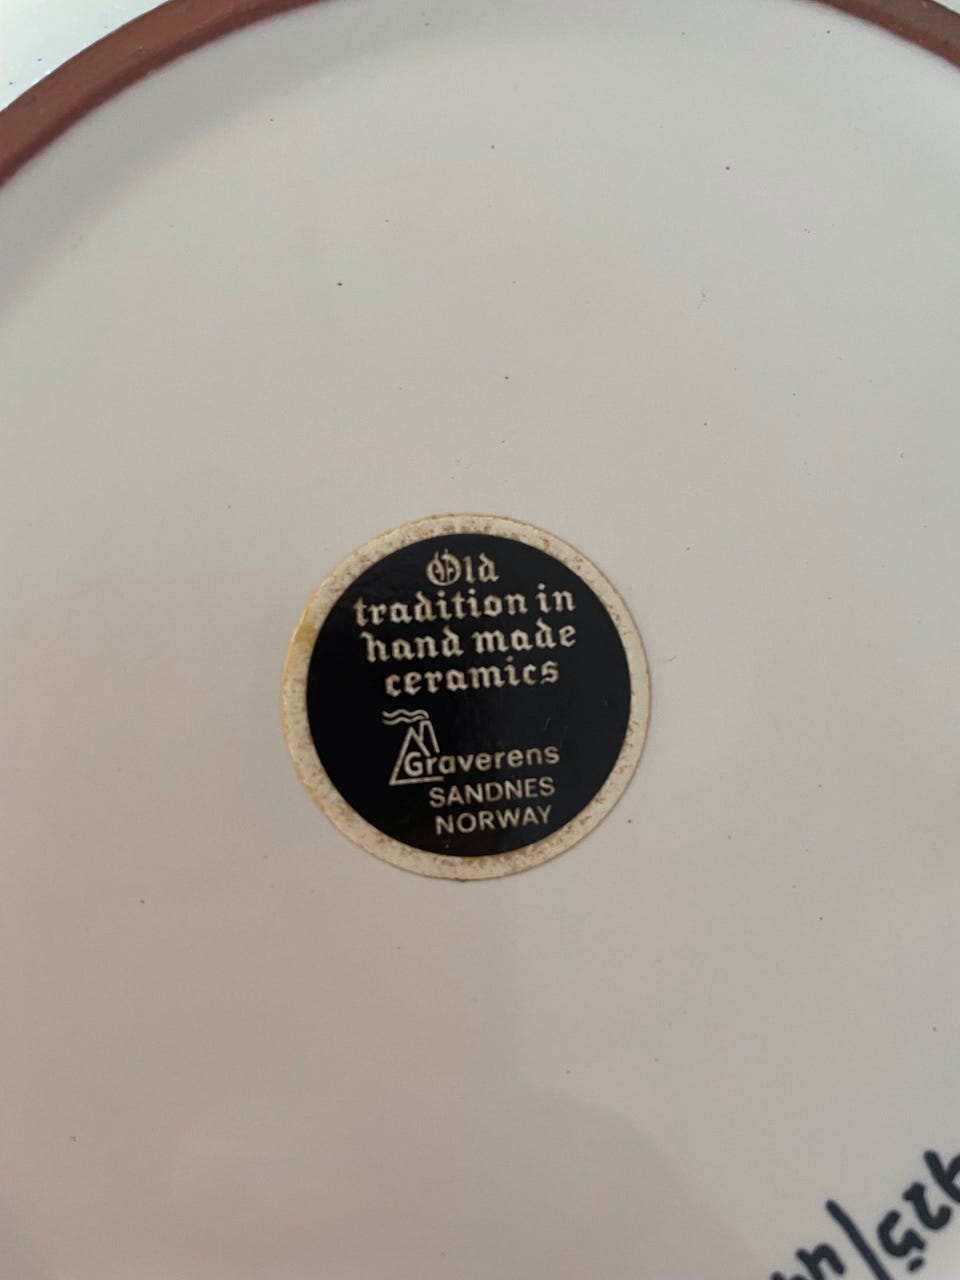 Old
tradition in
hand made
ceramics
Graverens
SANDNES
NORWAY